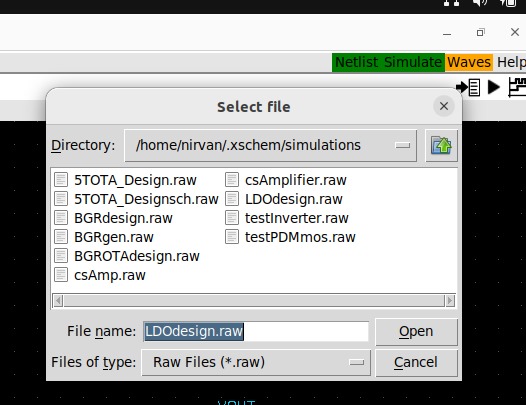 Netlist Simulate Waves Help
Select file
Directory: /home/nirvan/.xschem/simulations
5TOTA_Design.raw
5TOTA_Designsch.raw
BGRdesign.raw
BGRgen.raw
BGROTAdesign.raw
csAmp.raw
csAmplifier.raw
LDOdesign.raw
testInverter.raw
testPDMmos.raw
File name: LDOdesign.raw Open
Files of type: Raw Files (*.raw) Cancel
VOUT